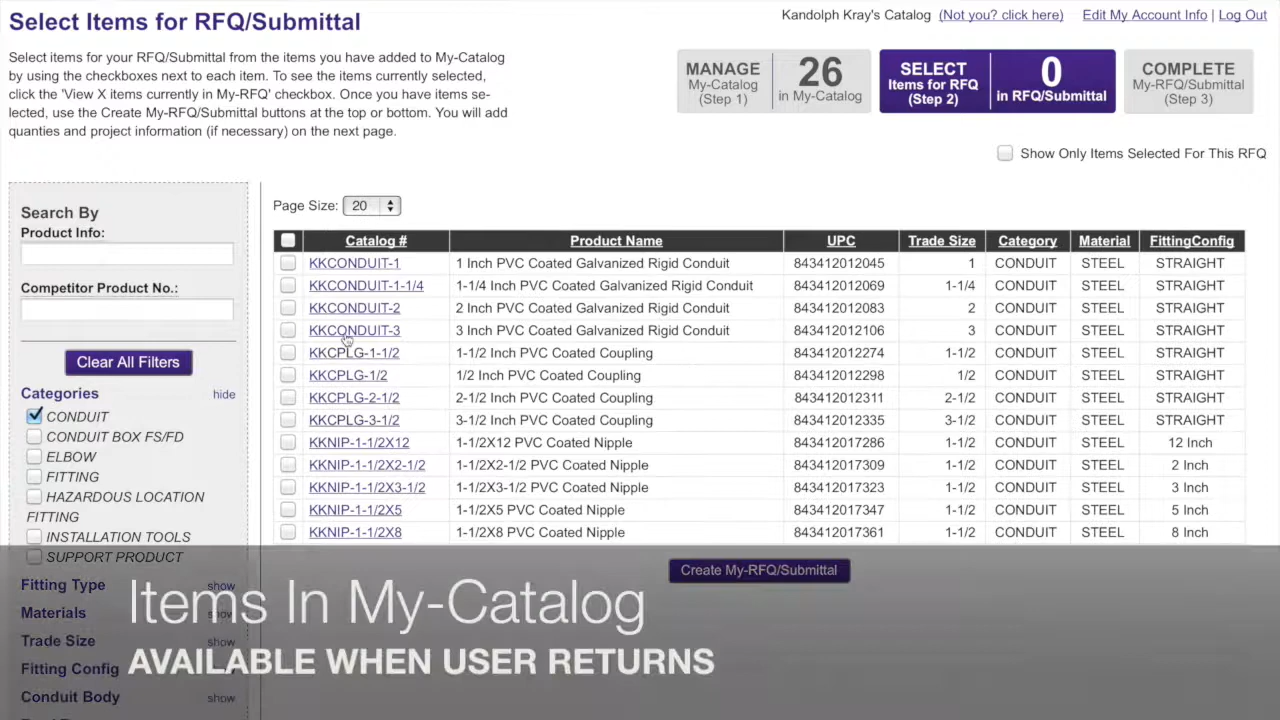 Select Items for RFQ/Submittal
Kandolph Kray's Catalog (Not you? click here) Edit My Account Info | Log Out
Select items for your RFQ/Submittal from the items you have added to My-Catalog
by using the checkboxes next to each item. To see the items currently selected,
click the 'View X items currently in My-RFQ' checkbox. Once you have items se-
lected, use the Create My-RFQ/Submittal buttons at the top or bottom. You will add
quanties and project information (if necessary) on the next page.
MANAGE
My-Catalog
(Step 1)
26
in My-Catalog
SELECT
Items for RFQ
(Step 2)
0
in RFQ/Submittal
COMPLETE
My-RFQ/Submittal
(Step 3)
Show Only Items Selected For This RFQ
Search By
Product Info:
Competitor Product No.:
Clear All Filters
Categories hide
CONDUIT
CONDUIT BOX FS/FD
ELBOW
FITTING
HAZARDOUS LOCATION
FITTING
INSTALLATION TOOLS
SUPPORT PRODUCT
Fitting Type show
Materials show
Trade Size show
Fitting Config
Conduit Body show
Page Size: 20
Catalog # Product Name UPC Trade Size Category Material FittingConfig
KKCONDUIT-1 1 Inch PVC Coated Galvanized Rigid Conduit 843412012045 1 CONDUIT STEEL STRAIGHT
KKCONDUIT-1-1/4 1-1/4 Inch PVC Coated Galvanized Rigid Conduit 843412012069 1-1/4 CONDUIT STEEL STRAIGHT
KKCONDUIT-2 2 Inch PVC Coated Galvanized Rigid Conduit 843412012083 2 CONDUIT STEEL STRAIGHT
KKCONDUIT-3 3 Inch PVC Coated Galvanized Rigid Conduit 843412012106 3 CONDUIT STEEL STRAIGHT
KKCPLG-1-1/2 1-1/2 Inch PVC Coated Coupling 843412012274 1-1/2 CONDUIT STEEL STRAIGHT
KKCPLG-1/2 1/2 Inch PVC Coated Coupling 843412012298 1/2 CONDUIT STEEL STRAIGHT
KKCPLG-2-1/2 2-1/2 Inch PVC Coated Coupling 843412012311 2-1/2 CONDUIT STEEL STRAIGHT
KKCPLG-3-1/2 3-1/2 Inch PVC Coated Coupling 843412012335 3-1/2 CONDUIT STEEL STRAIGHT
KKNIP-1-1/2X12 1-1/2X12 PVC Coated Nipple 843412017286 1-1/2 CONDUIT STEEL 12 Inch
KKNIP-1-1/2X2-1/2 1-1/2X2-1/2 PVC Coated Nipple 843412017309 1-1/2 CONDUIT STEEL 2 Inch
KKNIP-1-1/2X3-1/2 1-1/2X3-1/2 PVC Coated Nipple 843412017323 1-1/2 CONDUIT STEEL 3 Inch
KKNIP-1-1/2X5 1-1/2X5 PVC Coated Nipple 843412017347 1-1/2 CONDUIT STEEL 5 Inch
KKNIP-1-1/2X8 1-1/2X8 PVC Coated Nipple 843412017361 1-1/2 CONDUIT STEEL 8 Inch
Create My-RFQ/Submittal
Items In My-Catalog
AVAILABLE WHEN USER RETURNS